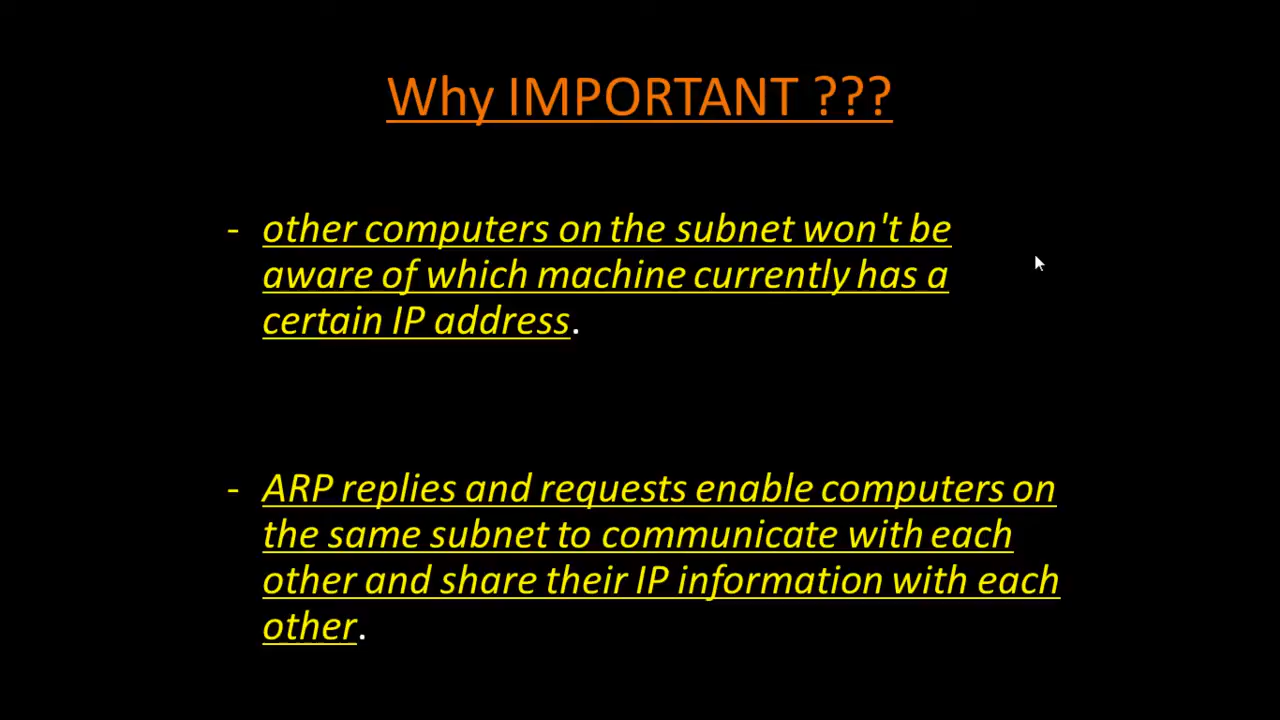 Why IMPORTANT ???
- other computers on the subnet won't be
aware of which machine currently has a
certain IP address.
- ARP replies and requests enable computers on
the same subnet to communicate with each
other and share their IP information with each
other.